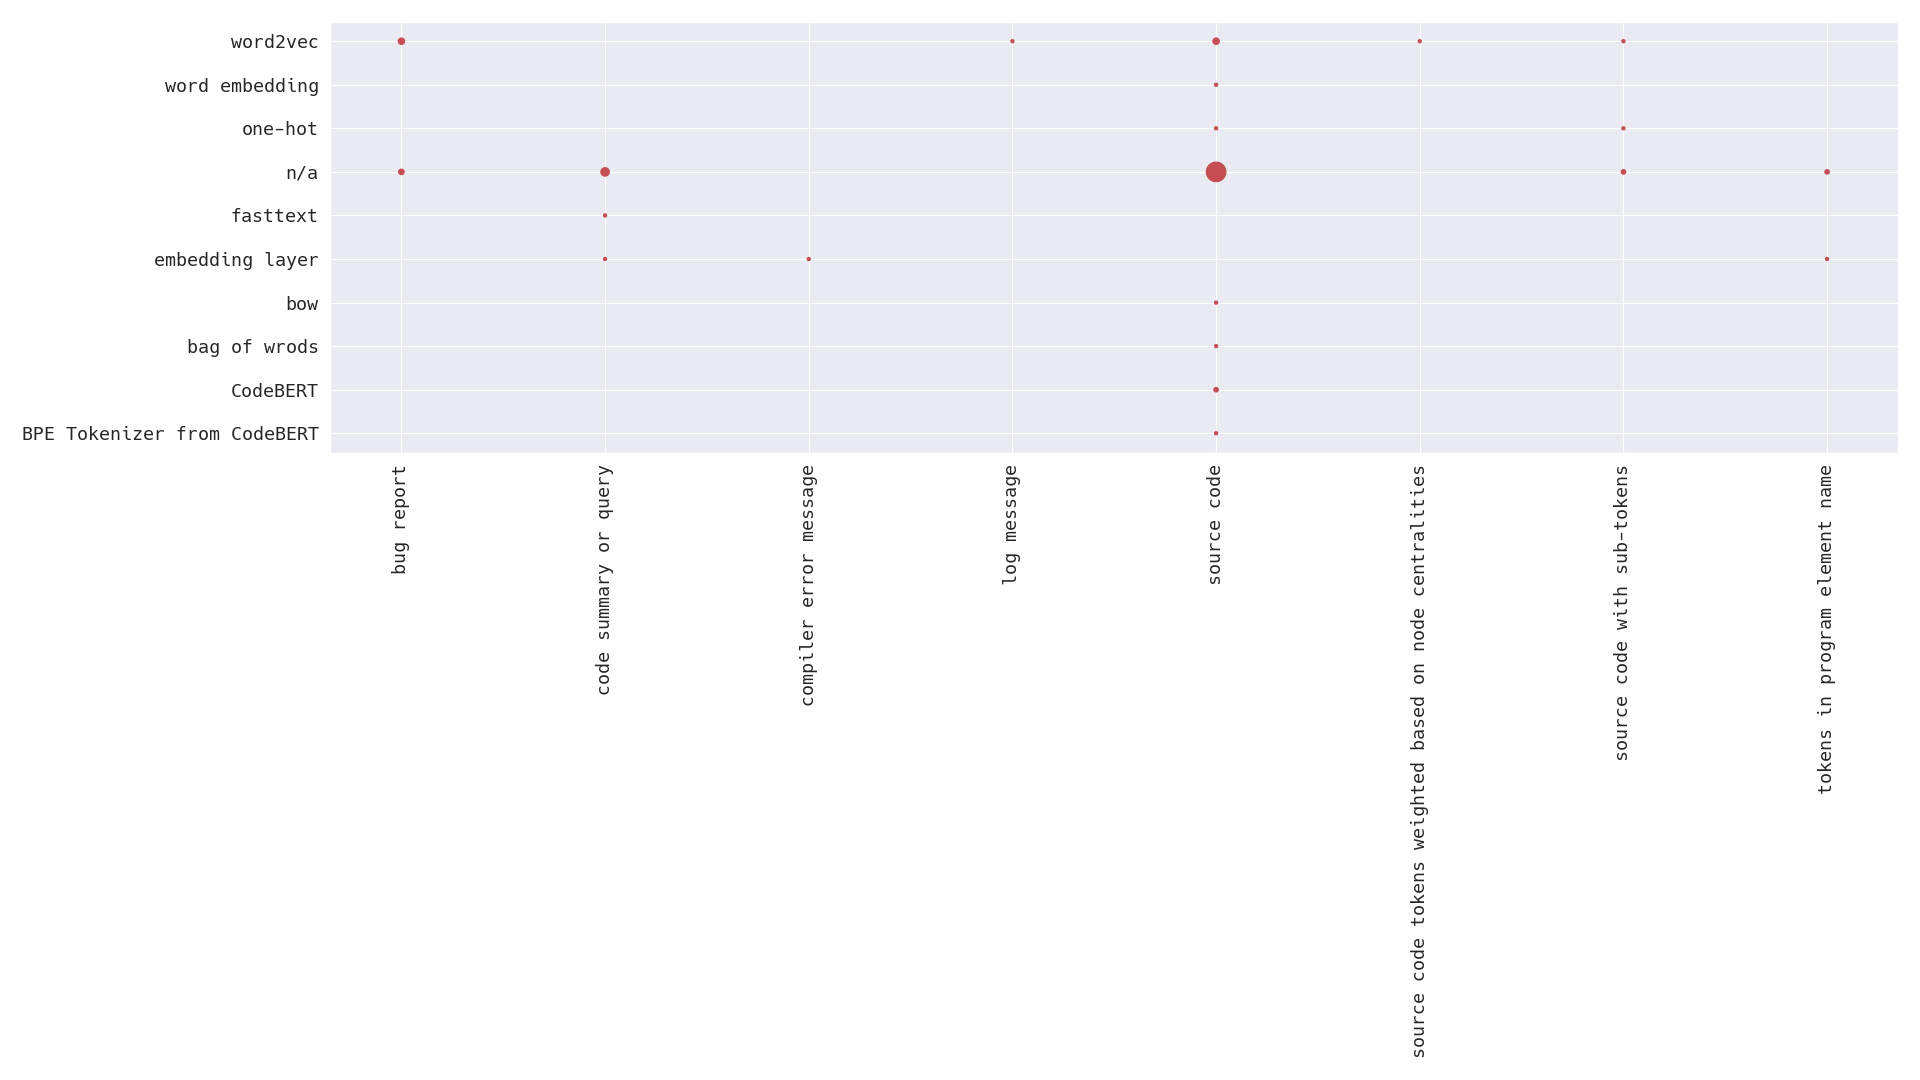 word2vec
word embedding
one-hot
n/a
fasttext
embedding layer
bow
bag of wrods
CodeBERT
BPE Tokenizer from CodeBERT
bug report
code summary or query
compiler error message
log message
source code
source code tokens weighted based on node centralities
source code with sub-tokens
tokens in program element name